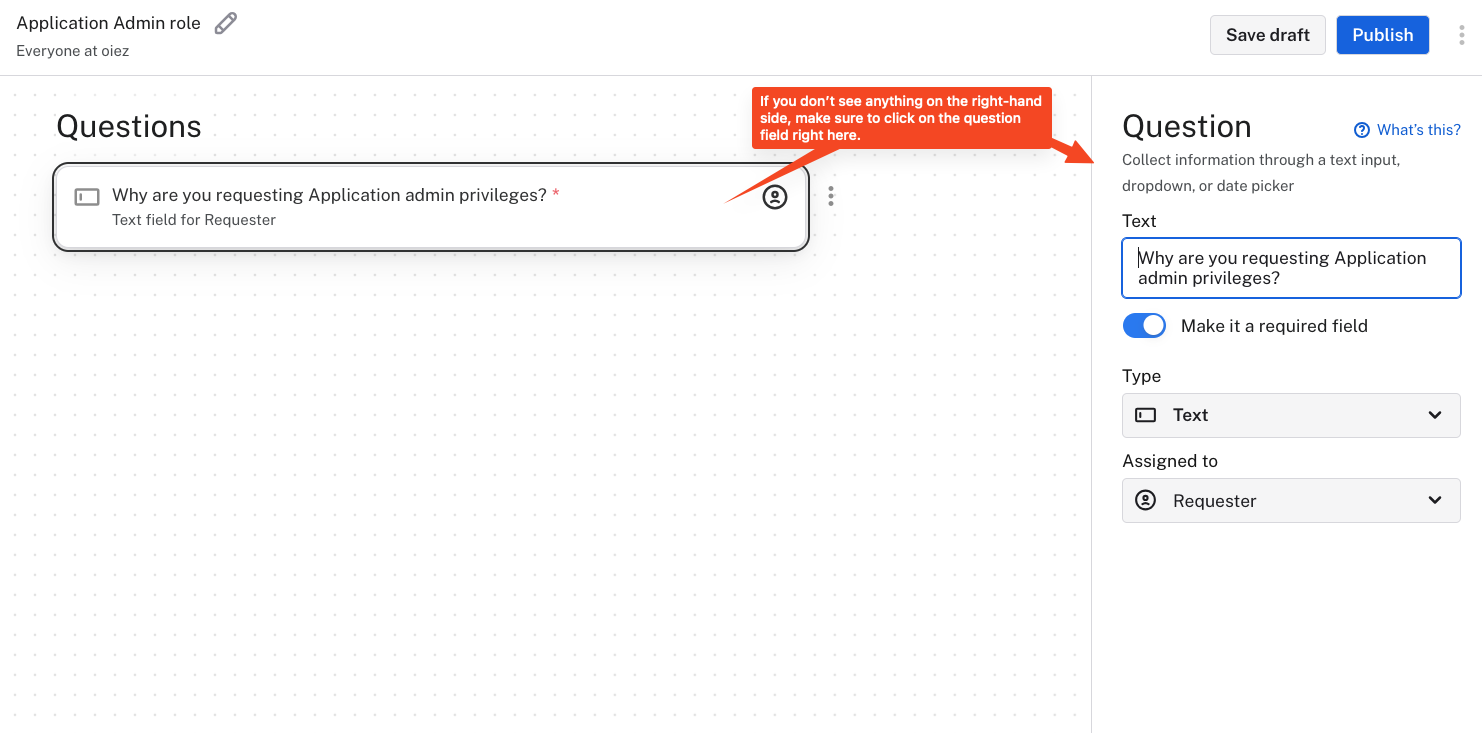 Application Admin role
Everyone at oiez
Save draft
Publish
Questions
If you don't see anything on the right-hand
side, make sure to click on the question
field right here.
Why are you requesting Application admin privileges? *
Text field for Requester
Question
What's this?
Collect information through a text input,
dropdown, or date picker
Text
Why are you requesting Application
admin privileges?
Make it a required field
Type
Text
Assigned to
Requester